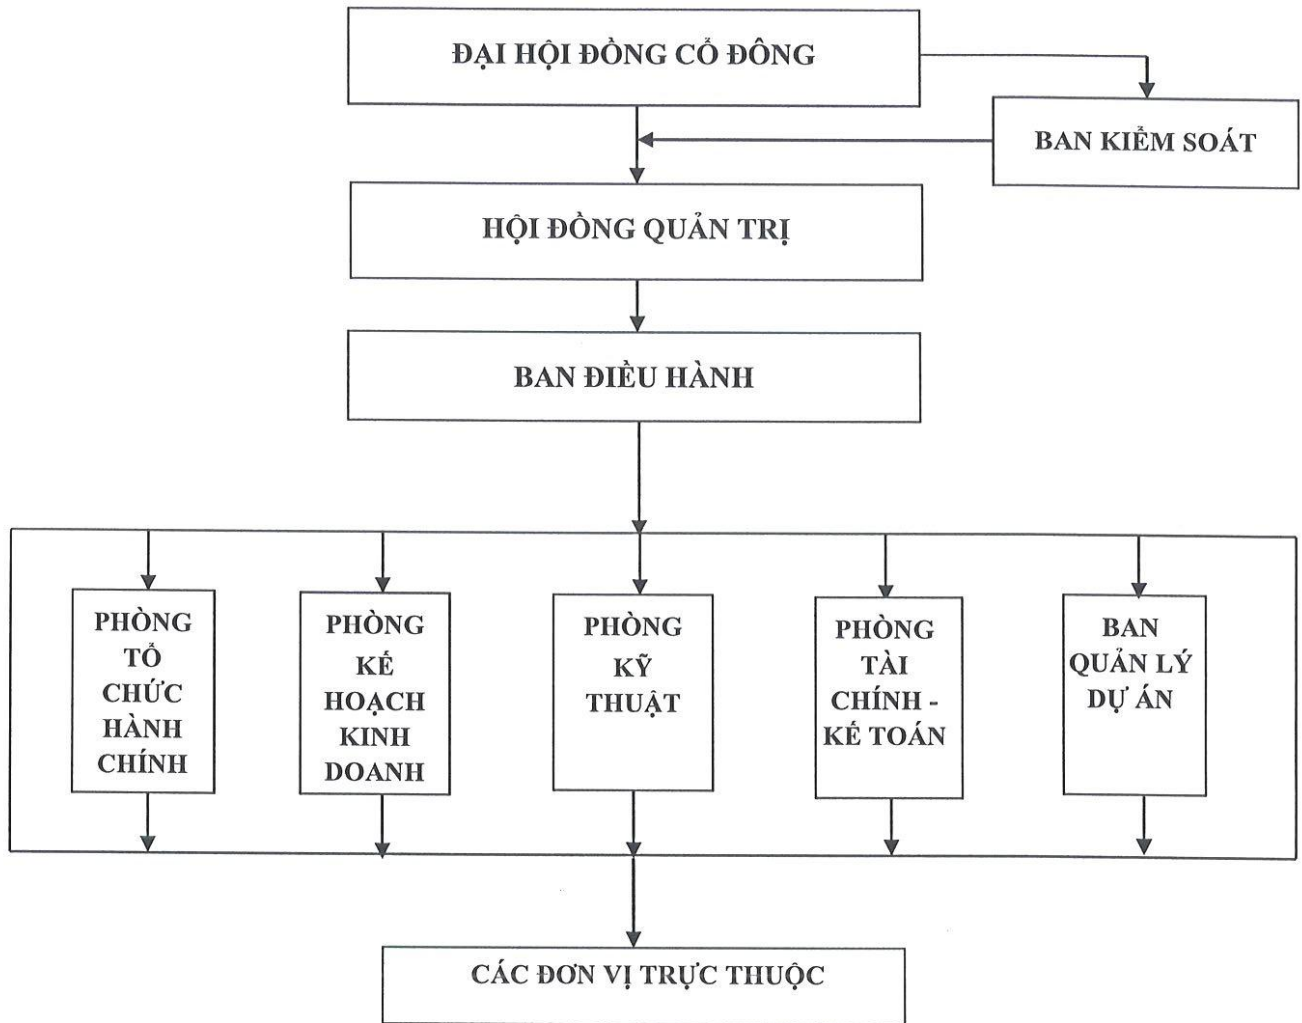 ĐẠI HỘI ĐỒNG CỔ ĐÔNG
BAN KIỂM SOÁT
HỘI ĐỒNG QUẢN TRỊ
BAN ĐIỀU HÀNH
PHÒNG
TỔ
CHỨC
HÀNH
CHÍNH
PHÒNG
KẾ
HOẠCH
KINH
DOANH
PHÒNG
KỸ
THUẬT
PHÒNG
TÀI
CHÍNH -
KẾ TOÁN
BAN
QUẢN LÝ
DỰ ÁN
CÁC ĐƠN VỊ TRỰC THUỘC